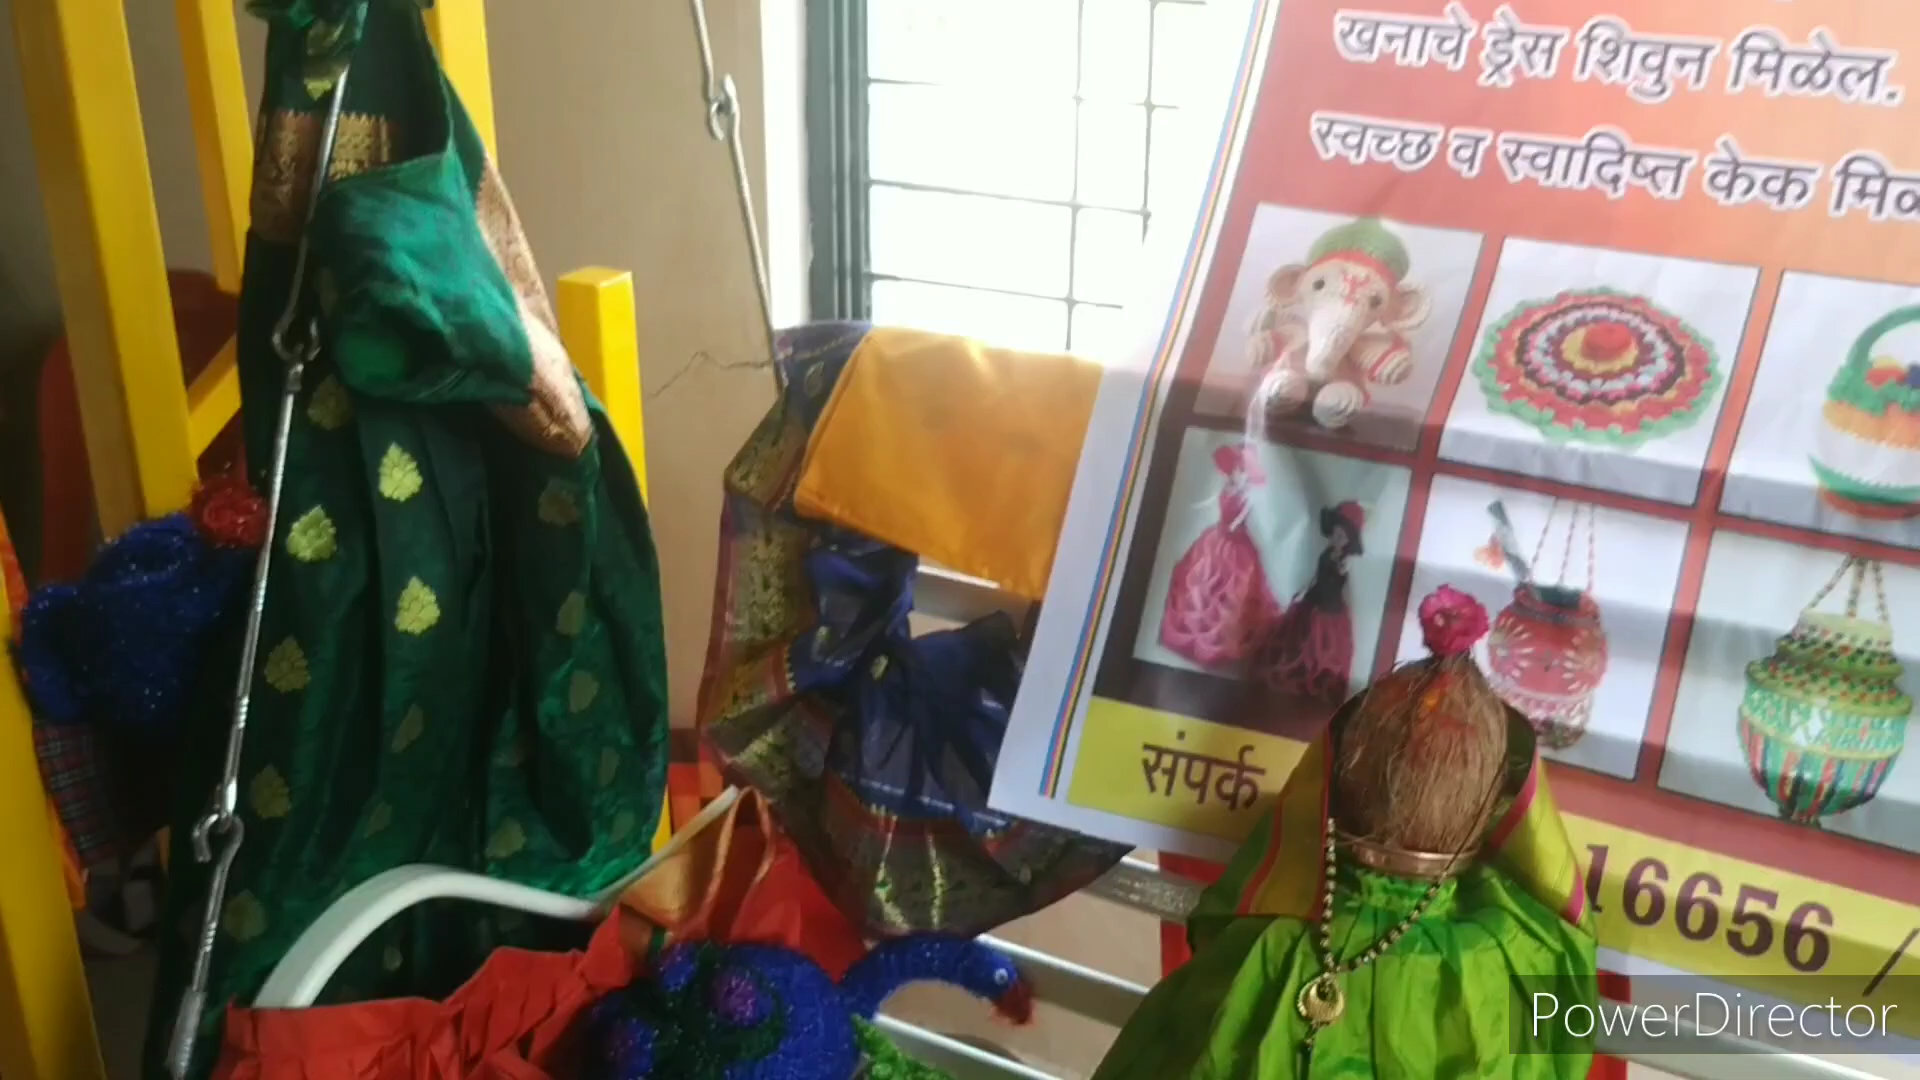 खनाचे ड्रेस शिवुन मिळेल.
स्वच्छ व स्वादिष्त केक
संपर्क
16656 /
PowerDirector